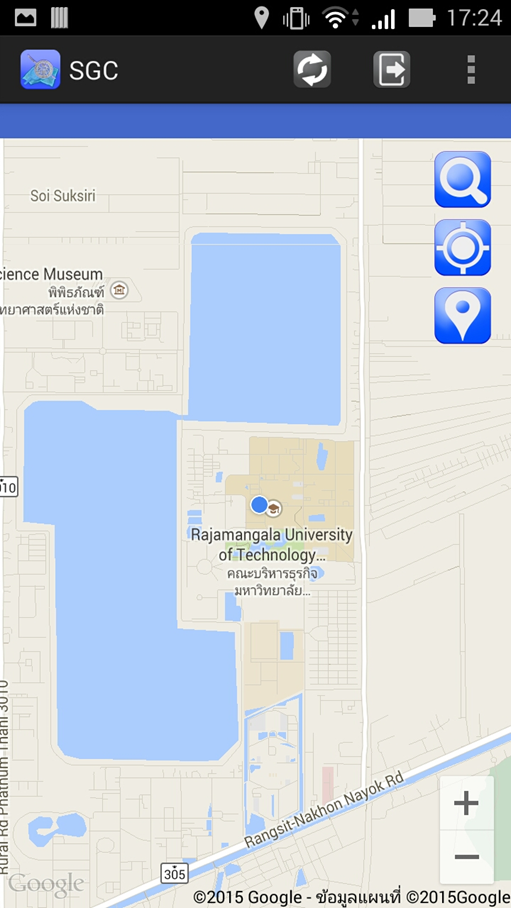 17:24
SGC
Soi Suksiri
cience Museum
พิพิธภัณฑ์
ทยาศาสตร์แห่งชาติ
010
Rajamangala University
of Technology...
คณะบริหารธุรกิจ
มหาวิทยาลัย...
Rural Rd Phathum Thani 3010
Rangsit-Nakhon Nayok Rd
305
+
−
Google
©2015 Google - ข้อมูลแผนที่ ©2015Google